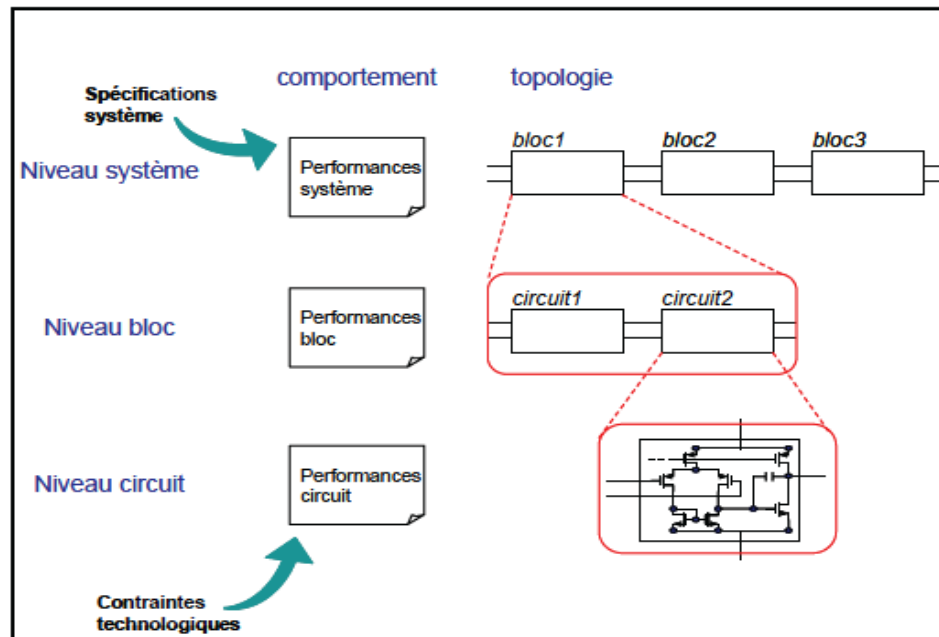 comportement
topologie
Spécifications
système
Niveau système
Performances
système
bloc1
bloc2
bloc3
Niveau bloc
Performances
bloc
circuit1
circuit2
Niveau circuit
Performances
circuit
Contraintes
technologiques